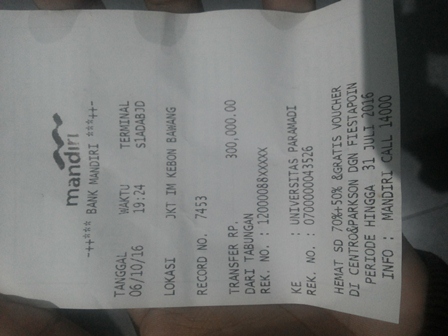 mandiri
-++*** BANK MANDIRI ***++-
TANGGAL WAKTU TERMINAL
06/10/16 19:24 S1ADABJD
LOKASI JKT IM KEBON BAWANG
RECORD NO. 7453
TRANSFER RP. 300,000.00
DARI TABUNGAN
REK. NO. : 12000088XXXXX
KE : UNIVERSITAS PARAMADI
REK. NO. : 0700000043526
HEMAT SD 70%+50% &GRATIS VOUCHER
DI CENTRO&PARKSON DGN FIESTAPOIN
PERIODE HINGGA 31 JULI 2016
INFO : MANDIRI CALL 14000